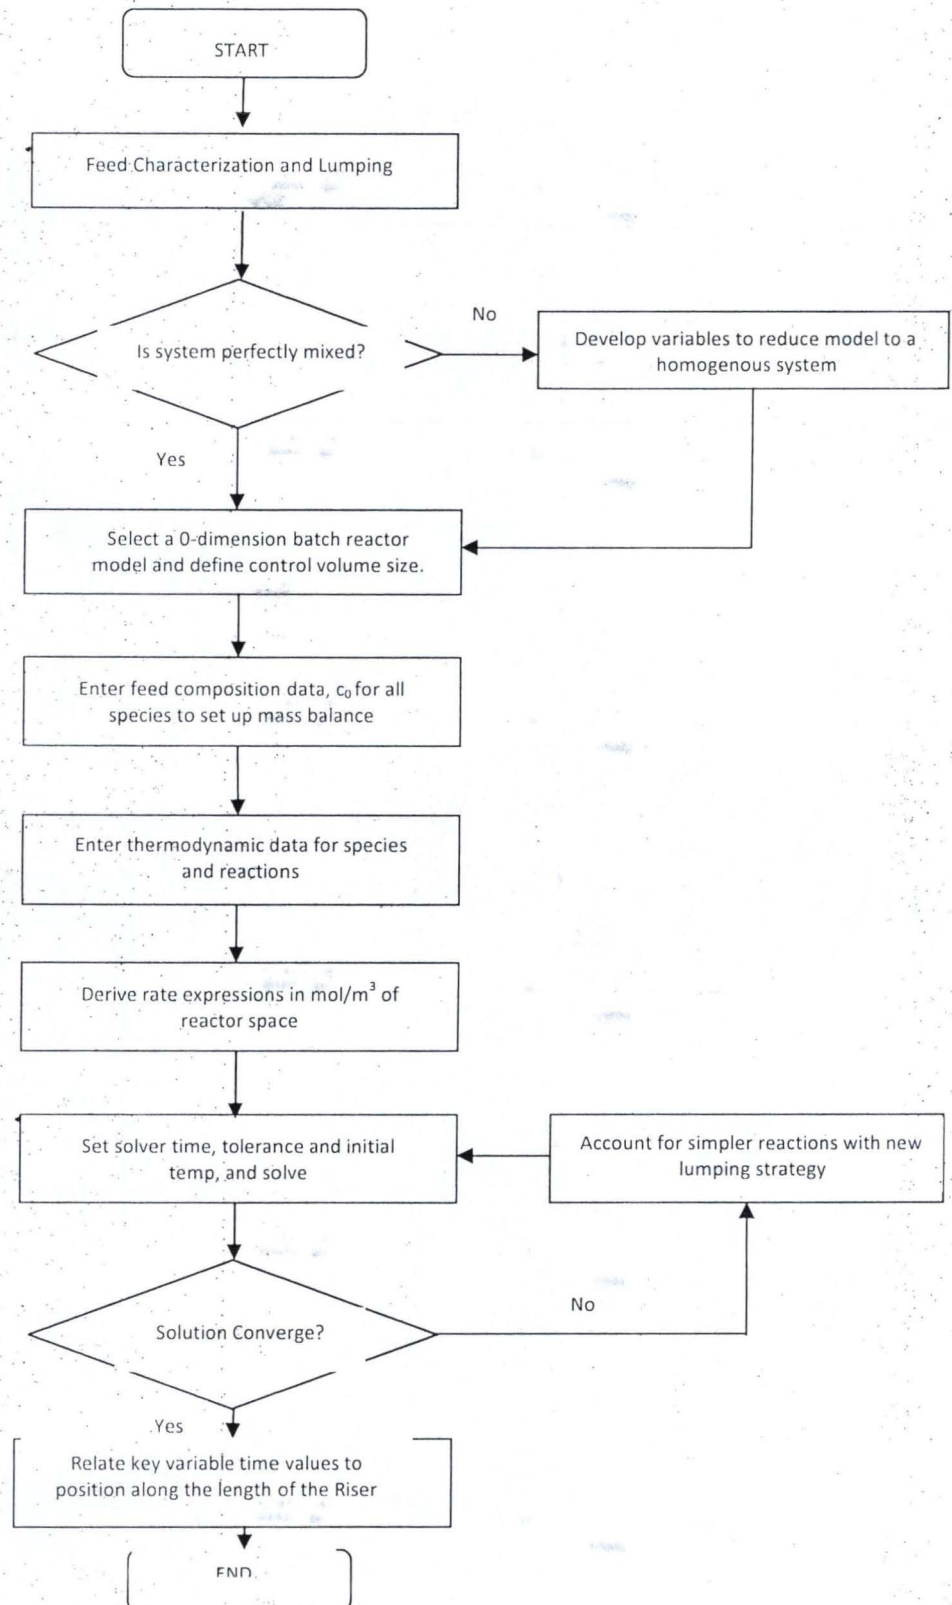 START
Feed Characterization and Lumping
Is system perfectly mixed?
No
Develop variables to reduce model to a
homogenous system
Yes
Select a 0-dimension batch reactor
model and define control volume size.
Enter feed composition data, c₀ for all
species to set up mass balance
Enter thermodynamic data for species
and reactions
Derive rate expressions in mol/m³ of
reactor space
Set solver time, tolerance and initial
temp, and solve
Account for simpler reactions with new
lumping strategy
Solution Converge?
No
Yes
Relate key variable time values to
position along the length of the Riser
END